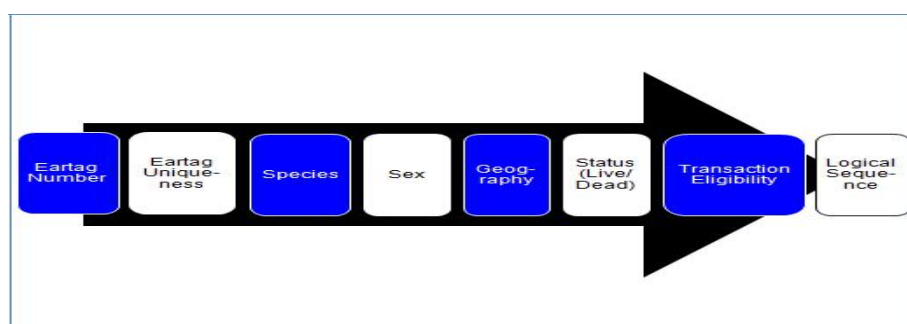 Eartag
Number
Eartag
Unique-
ness
Species
Sex
Geog-
raphy
Status
(Live/
Dead)
Transaction
Eligibility
Logical
Seque-
nce